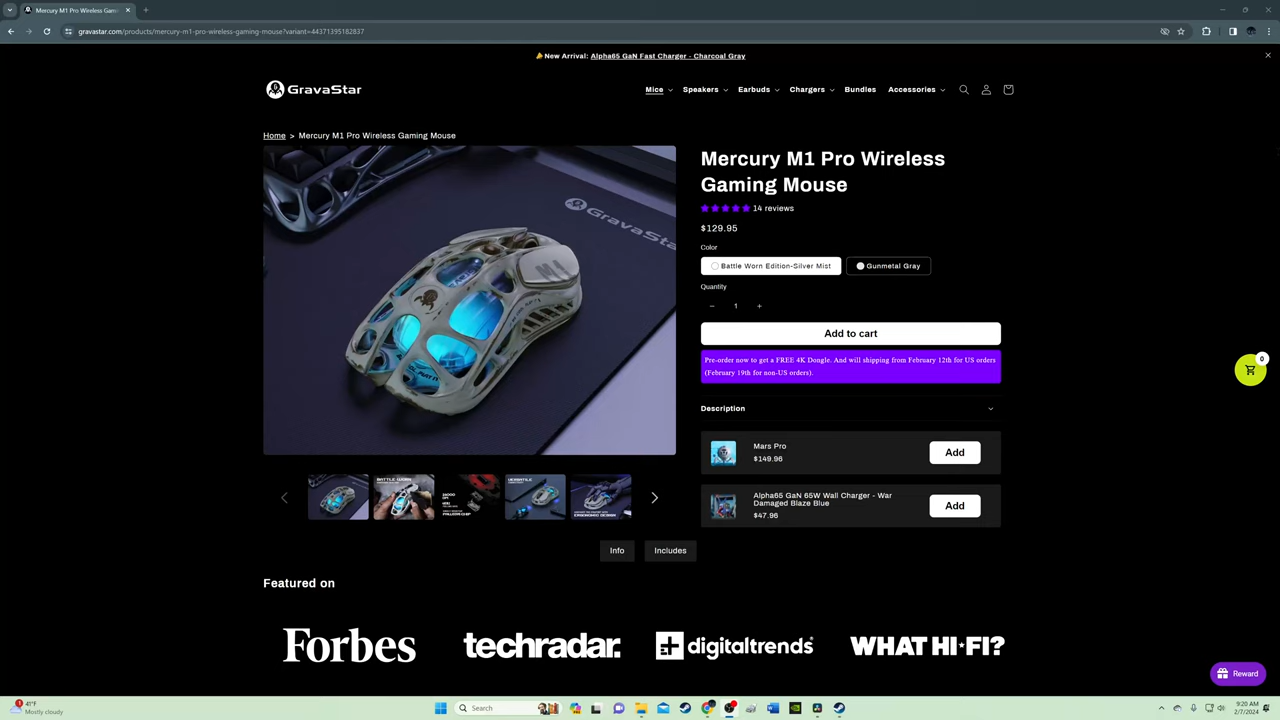 Mercury M1 Pro Wireless Gami
gravastar.com/products/mercury-m1-pro-wireless-gaming-mouse?variant=44371395182837
New Arrival: Alpha65 GaN Fast Charger - Charcoal Gray
GravaStar
Mice
Speakers
Earbuds
Chargers
Bundles
Accessories
Home > Mercury M1 Pro Wireless Gaming Mouse
GravaStar
Mercury M1 Pro Wireless
Gaming Mouse
14 reviews
$129.95
Color
Battle Worn Edition-Silver Mist
Gunmetal Gray
Quantity
− 1 +
Add to cart
Pre-order now to get a FREE 4K Dongle. And will shipping from February 12th for US orders
(February 19th for non-US orders).
0
Description
Mars Pro
$149.96
Add
Alpha65 GaN 65W Wall Charger - War
Damaged Blaze Blue
$47.96
Add
BATTLE WORN
VERSATILE
Info
Includes
Featured on
Forbes
techradar.
digitaltrends
WHAT HI-FI?
Reward
1
41°F
Mostly cloudy
Search
9:20 AM
2/7/2024